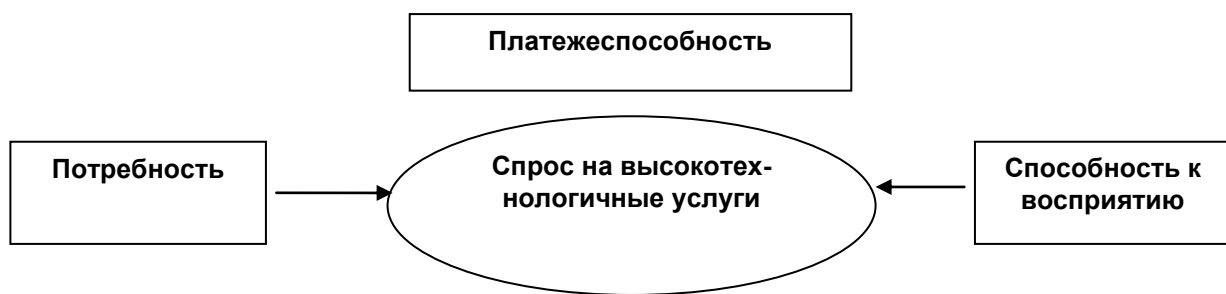 Платежеспособность
Потребность
Спрос на высокотех-
нологичные услуги
Способность к
восприятию